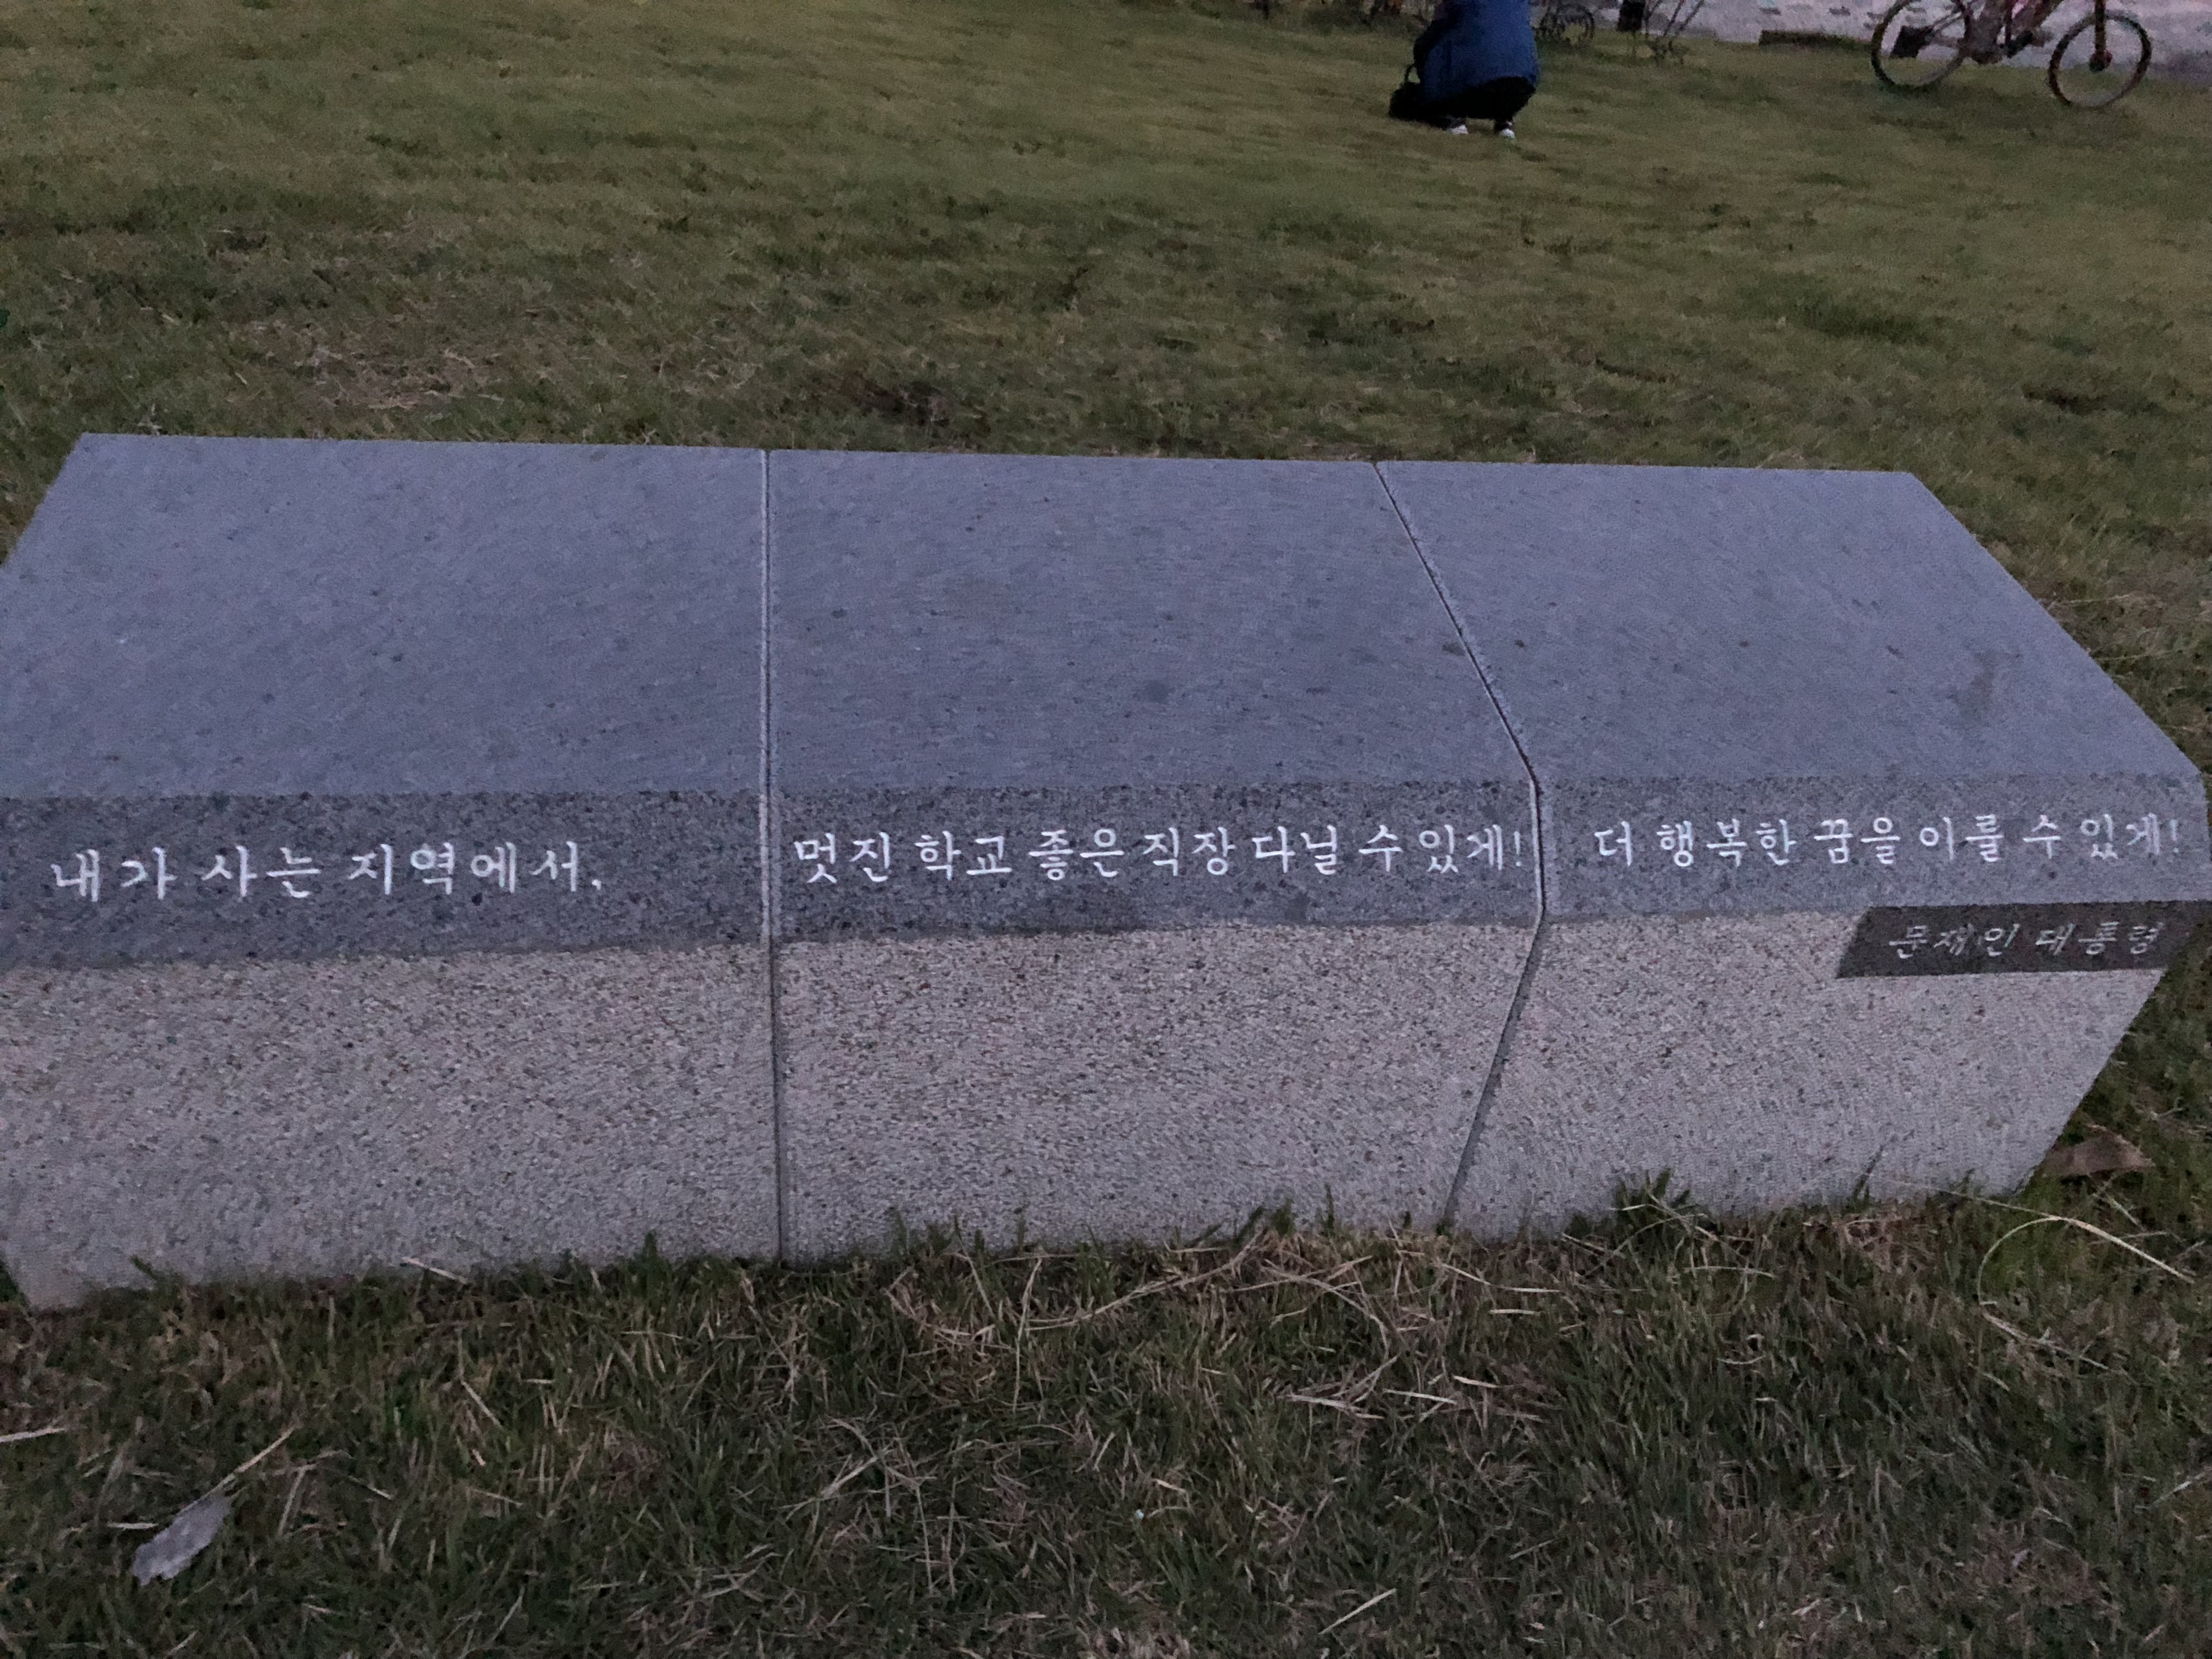 내가 사는 지역에서, 멋진 학교 좋은 직장 다닐 수 있게! 더 행복한 꿈을 이룰 수 있게!
문재인 대통령